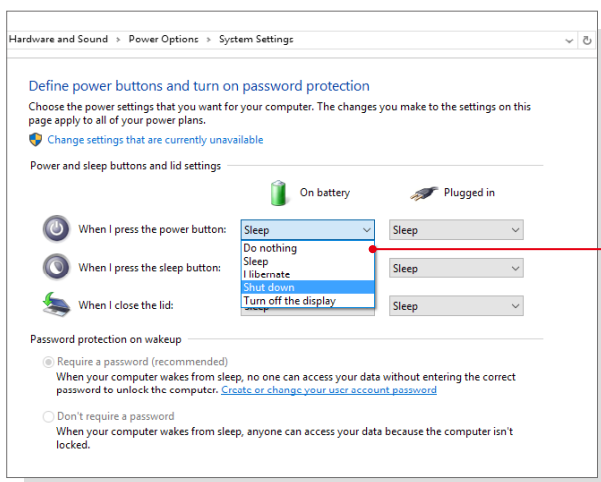 Hardware and Sound > Power Options > System Settings
Define power buttons and turn on password protection
Choose the power settings that you want for your computer. The changes you make to the settings on this
page apply to all of your power plans.
Change settings that are currently unavailable
Power and sleep buttons and lid settings
On battery Plugged in
When I press the power button: Sleep Sleep
Do nothing
Sleep
When I press the sleep button: Sleep
Hibernate
Shut down
Turn off the display
When I close the lid: Sleep Sleep
Password protection on wakeup
Require a password (recommended)
When your computer wakes from sleep, no one can access your data without entering the correct
password to unlock the computer. Create or change your user account password
Don't require a password
When your computer wakes from sleep, anyone can access your data because the computer isn't
locked.